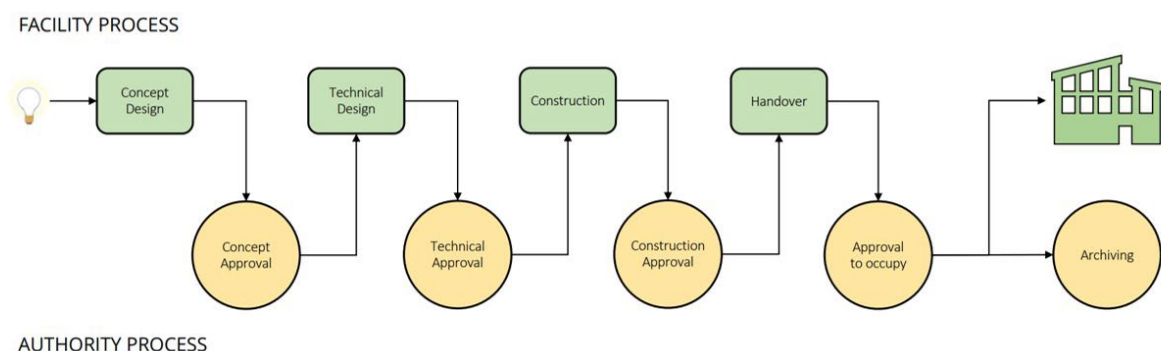 FACILITY PROCESS
Concept
Design
Technical
Design
Construction
Handover
Concept
Approval
Technical
Approval
Construction
Approval
Approval
to occupy
Archiving
AUTHORITY PROCESS